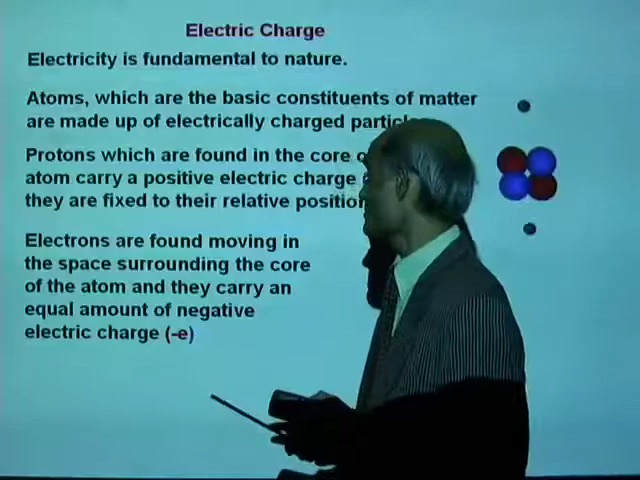 Electric Charge
Electricity is fundamental to nature.
Atoms, which are the basic constituents of matter
are made up of electrically charged
Protons which are found in the core
atom carry a positive electric charge
they are fixed to their relative
Electrons are found moving in
the space surrounding the core
of the atom and they carry an
equal amount of negative
electric charge (-e)